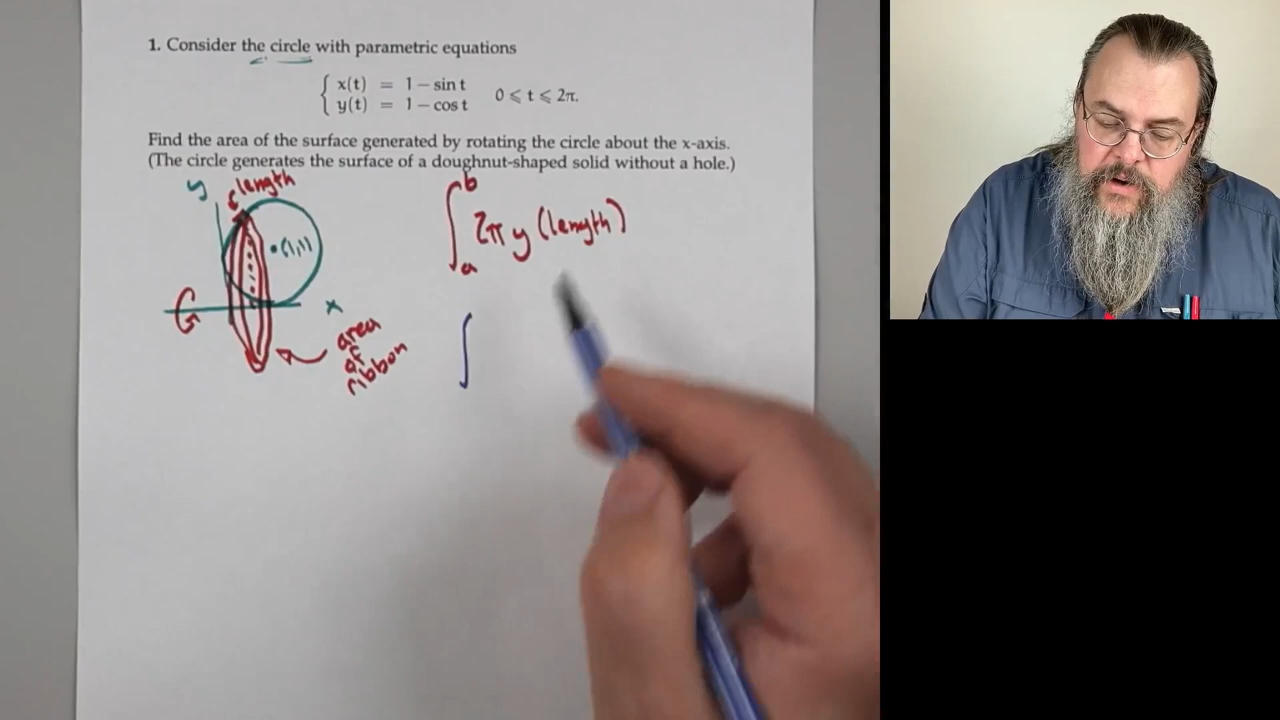 1. Consider the circle with parametric equations
{ x(t) = 1 − sin t
y(t) = 1 − cos t 0 ⩽ t ⩽ 2π.
Find the area of the surface generated by rotating the circle about the x-axis.
(The circle generates the surface of a doughnut-shaped solid without a hole.)
y
length
(1,1)
x
area
of
ribbon
∫ₐᵇ 2π y (length)
∫